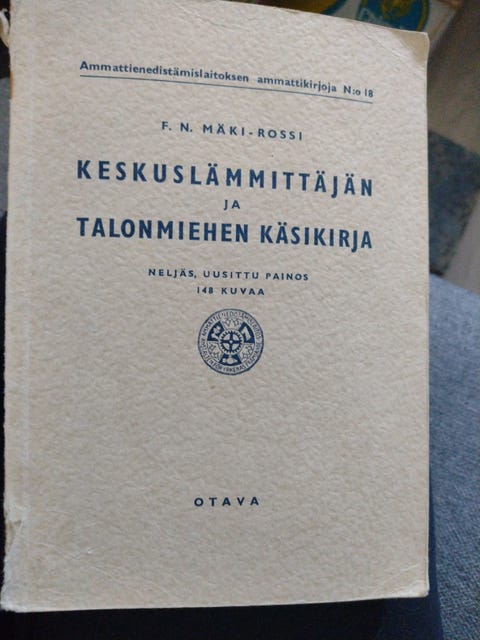 Ammattienedistämislaitoksen ammattikirjoja N:o 18
F. N. MÄKI-ROSSI
KESKUSLÄMMITTÄJÄN
JA
TALONMIEHEN KÄSIKIRJA
NELJÄS, UUSITTU PAINOS
148 KUVAA
OTAVA